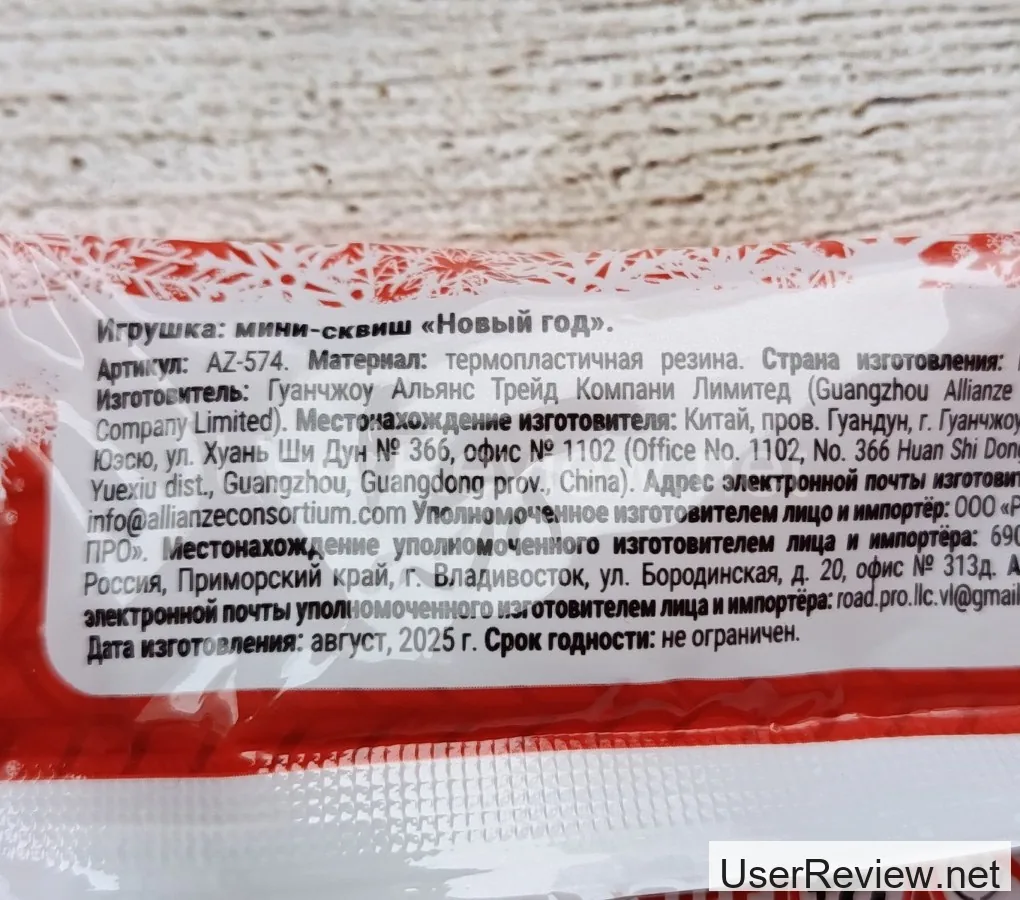 Игрушка: мини-сквиш «Новый год».
Артикул: AZ-574. Материал: термопластичная резина. Страна изготовления:
Изготовитель: Гуанчжоу Альянс Трейд Компани Лимитед (Guangzhou Allianze
Company Limited). Местонахождение изготовителя: Китай, пров. Гуандун, г. Гуанчжоу
Юэсю, ул. Хуань Ши Дун № 366, офис № 1102 (Office No. 1102, No. 366 Huan Shi Dong
Yuexiu dist., Guangzhou, Guangdong prov., China). Адрес электронной почты
info@allianzeconsortium.com Уполномоченное изготовителем лицо и импортёр: ООО
ПРО». Местонахождение уполномоченного изготовителем лица и импортёра:
Россия, Приморский край, г. Владивосток, ул. Бородинская, д. 20, офис № 313д.
электронной почты уполномоченного изготовителем лица и импортёра: road.pro.llc.vl@gmail
Дата изготовления: август, 2025 г. Срок годности: не ограничен.
UserReview.net